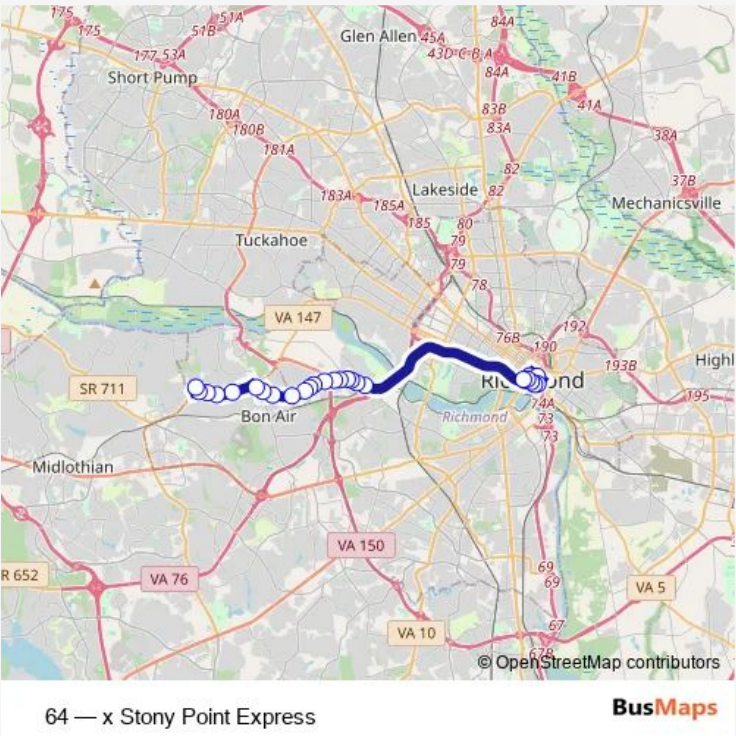 175
175
51A
51B
177
53A
Short Pump
Glen Allen
45A
43D-C-B-A
84A
84A
41B
41A
83B
83A
38A
37B
180A
180B
181A
183A
185A
185
Lakeside
82
82
Mechanicsville
80
79
79
78
Tuckahoe
VA 147
76B
192
190
193B
Highl
195
SR 711
Bon Air
Richmond
74A
73
73
Midlothian
VA 150
R 652
VA 76
69
69
VA 5
VA 10
67
67B
© OpenStreetMap contributors
64 — x Stony Point Express
BusMaps